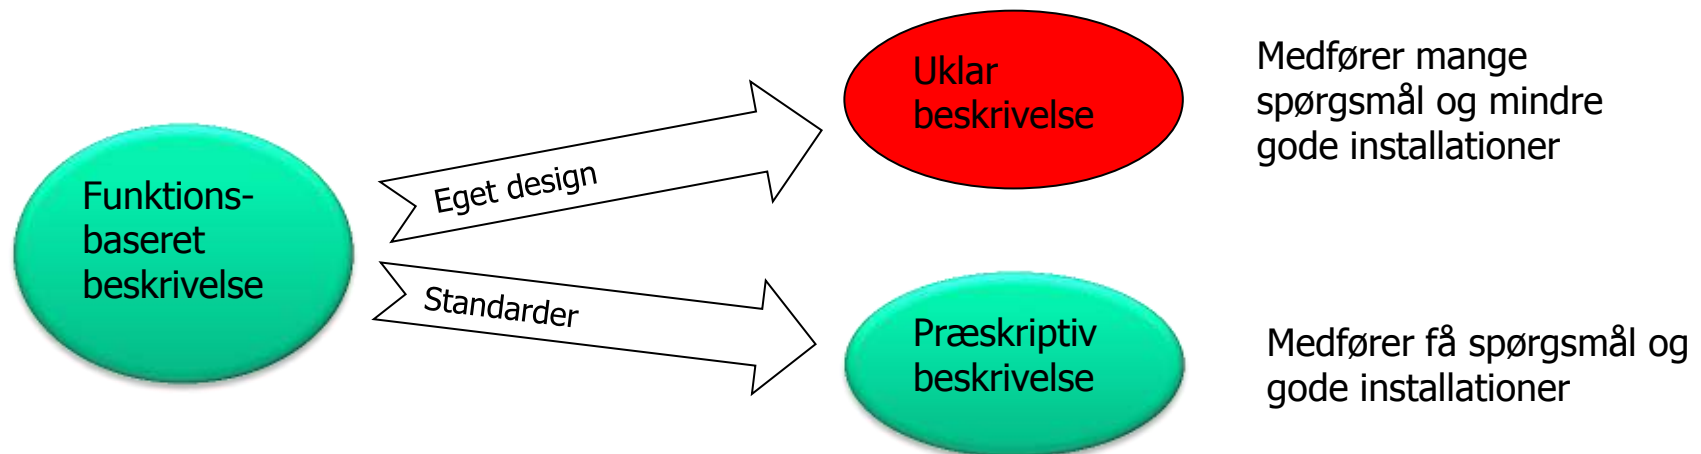 Funktions-
baseret
beskrivelse
Eget design
Uklar
beskrivelse
Medfører mange
spørgsmål og mindre
gode installationer
Standarder
Præskriptiv
beskrivelse
Medfører få spørgsmål og
gode installationer